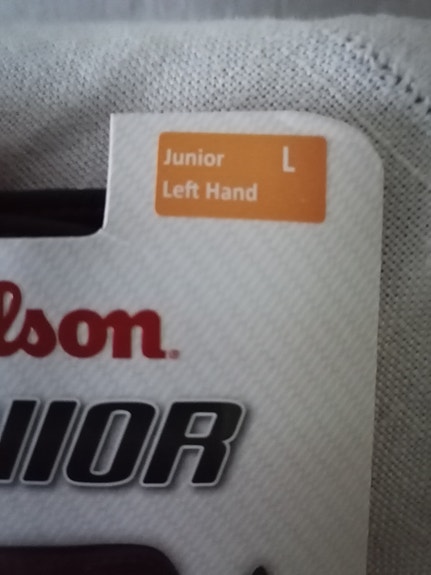 Junior L
Left Hand
lson
IIOR